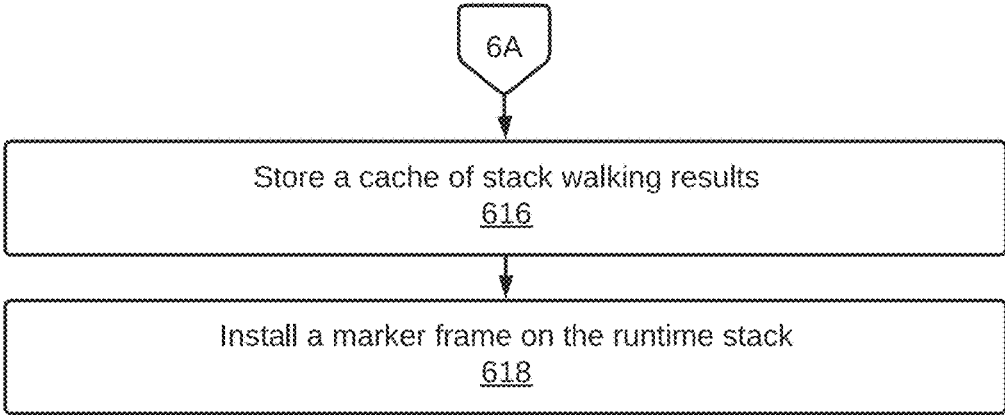 6A
Store a cache of stack walking results
616
Install a marker frame on the runtime stack
618